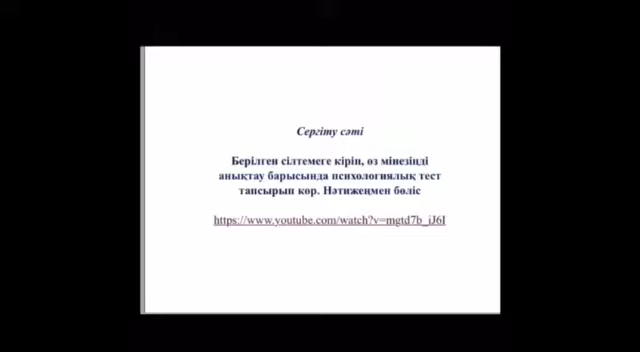 Сергіту сәті
Берілген сілтемеге кіріп, өз мінезіңді
анықтау барысында психологиялық тест
тапсырып көр. Нәтижеңмен бөліс
https://www.youtube.com/watch?v=mgtd7b_iJ6I